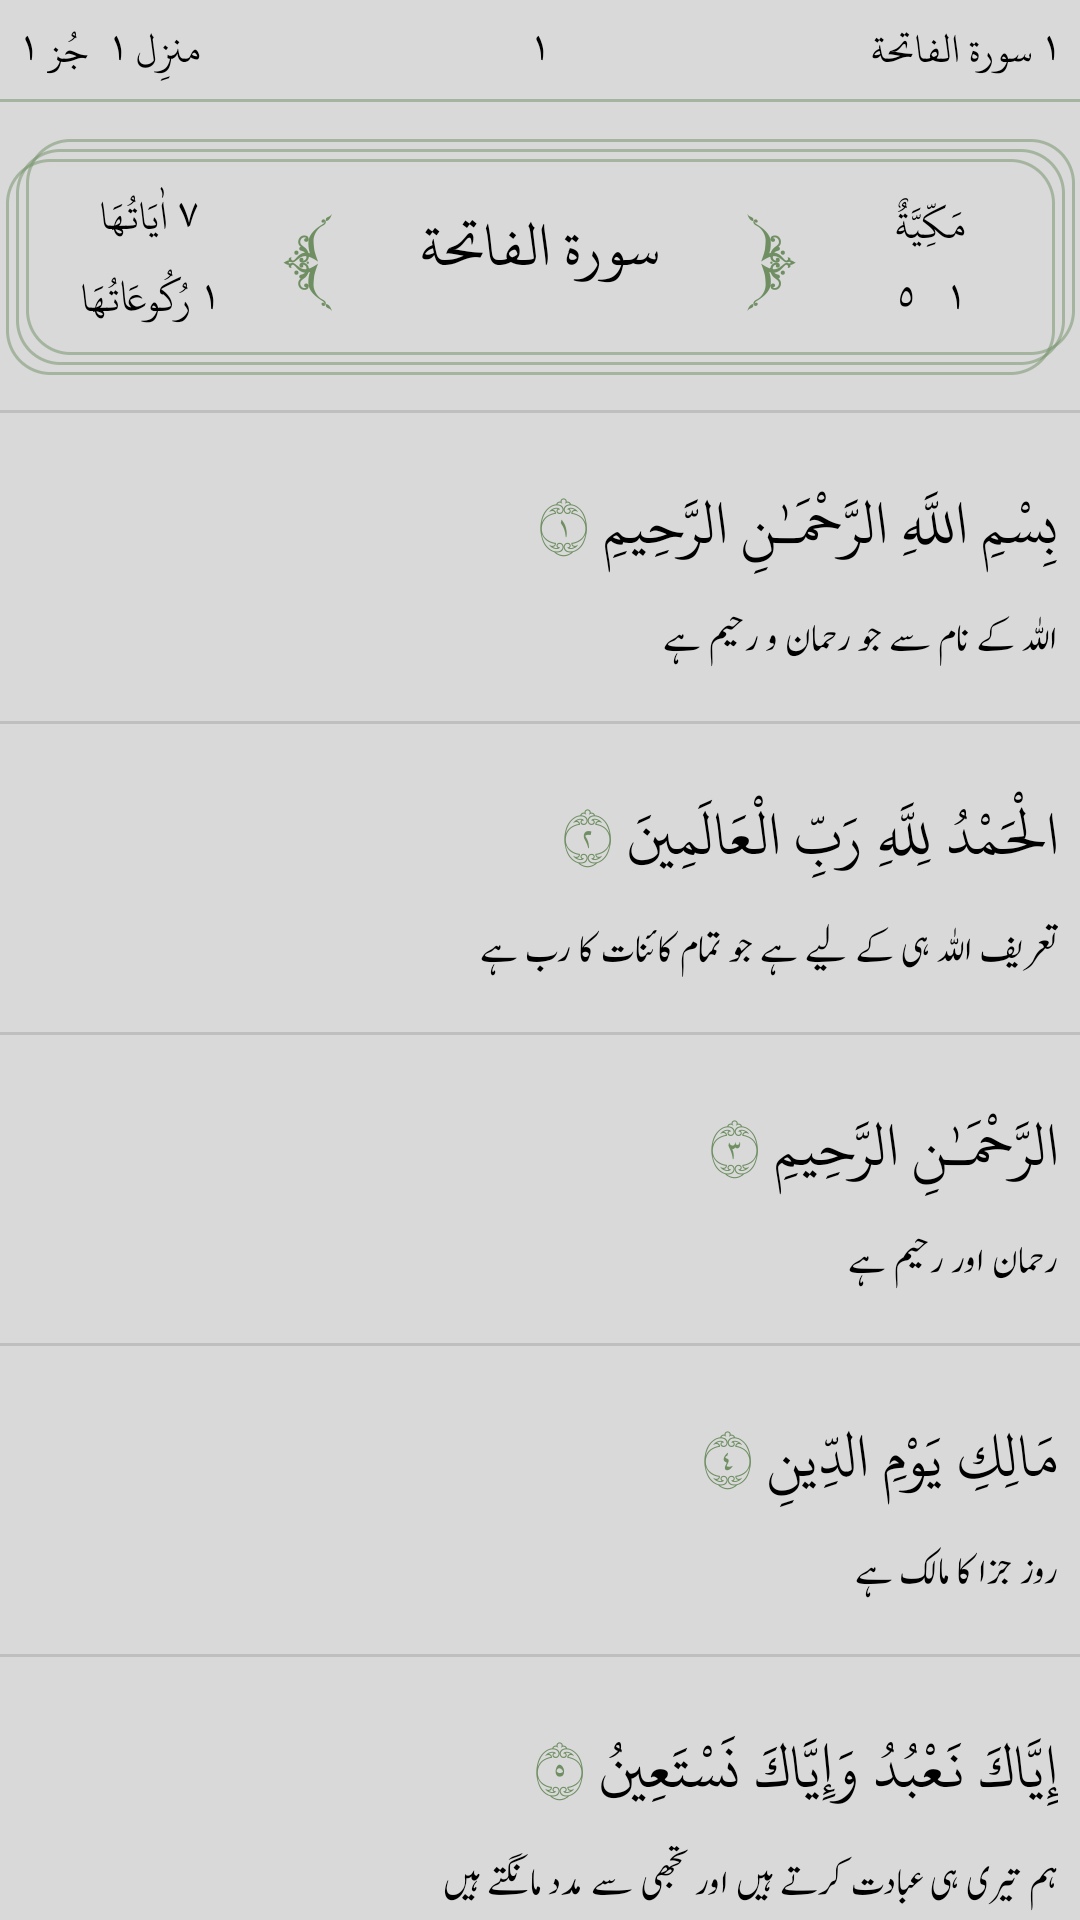 ١ سورة الفاتحة ١ منزِل ١ جُز ١
مَكِّيَّةٌ سورة الفاتحة ٧ اٰيَاتُهَا
١ ٥ ١ رُكُوعَاتُهَا
بِسْمِ اللَّهِ الرَّحْمَـٰنِ الرَّحِيمِ ١
اللہ کے نام سے جو رحمان و رحیم ہے
الْحَمْدُ لِلَّهِ رَبِّ الْعَالَمِينَ ٢
تعریف اللہ ہی کے لیے ہے جو تمام کائنات کا رب ہے
الرَّحْمَـٰنِ الرَّحِيمِ ٣
رحمان اور رحیم ہے
مَالِكِ يَوْمِ الدِّينِ ٤
روز جزا کا مالک ہے
إِيَّاكَ نَعْبُدُ وَإِيَّاكَ نَسْتَعِينُ ٥
ہم تیری ہی عبادت کرتے ہیں اور تجھی سے مدد مانگتے ہیں